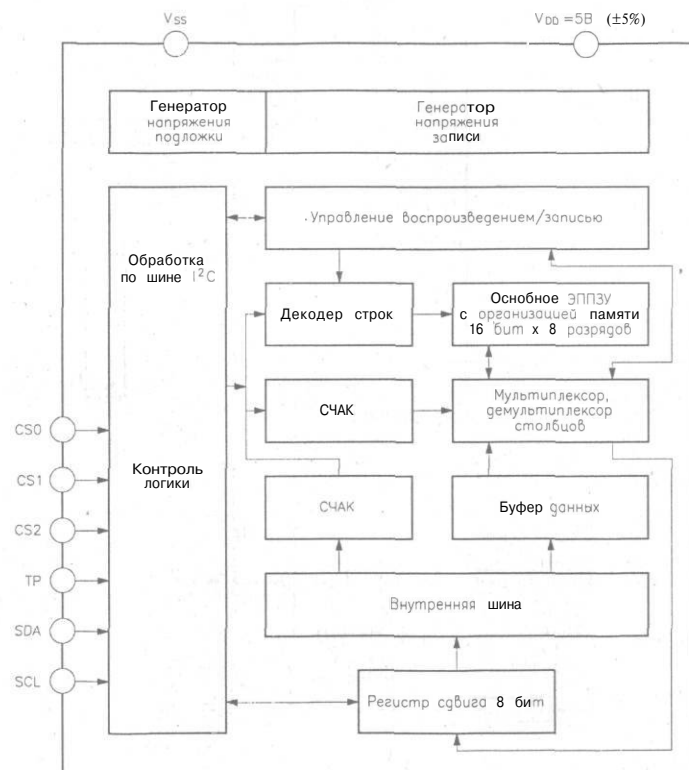 VSS
VDD = 5В (±5%)
Генератор
напряжения
подложки
Генератор
напряжения
записи
Управление воспроизведением/записью
Обработка
по шине I²C
Декодер строк
Основное ЭППЗУ
с организацией памяти
16 бит x 8 разрядов
СЧАК
Мультиплексор,
демультиплексор
столбцов
CS0
CS1
CS2
TP
SDA
SCL
Контроль
логики
СЧАК
Буфер данных
Внутренняя шина
Регистр сдвига 8 бит